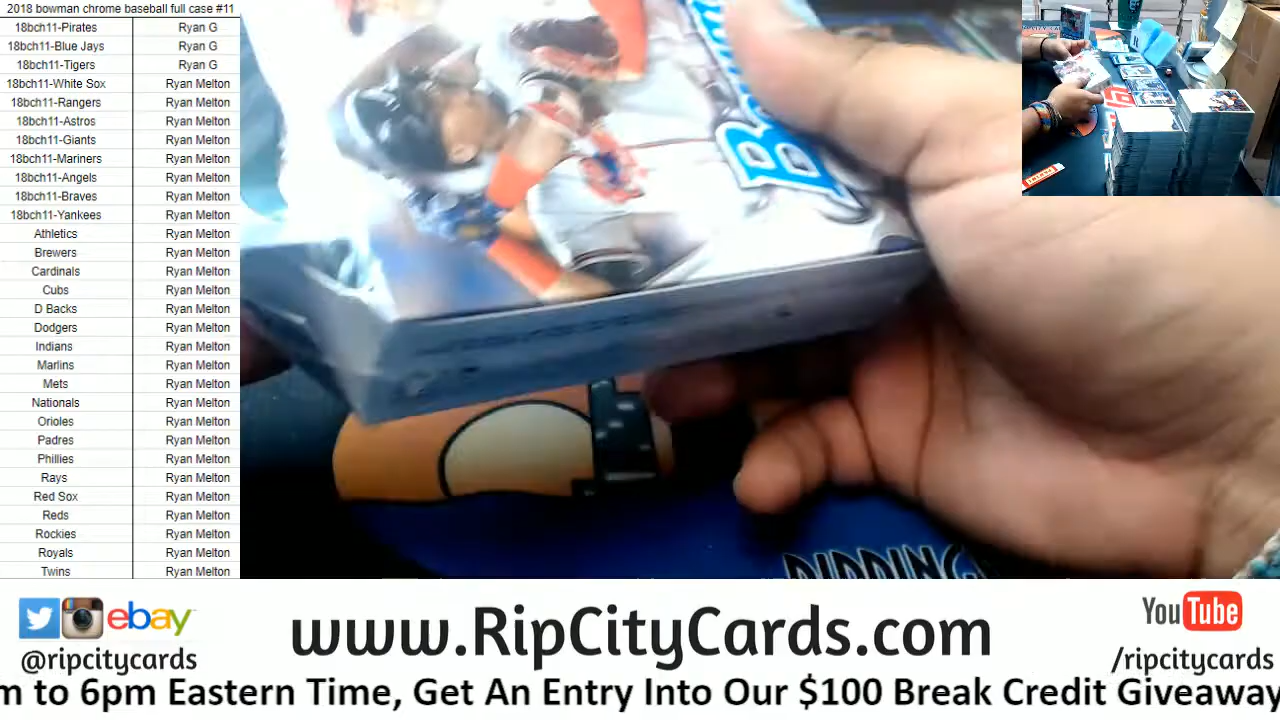 2018 bowman chrome baseball full case #11
18bch11-Pirates Ryan G
18bch11-Blue Jays Ryan G
18bch11-Tigers Ryan G
18bch11-White Sox Ryan Melton
18bch11-Rangers Ryan Melton
18bch11-Astros Ryan Melton
18bch11-Giants Ryan Melton
18bch11-Mariners Ryan Melton
18bch11-Angels Ryan Melton
18bch11-Braves Ryan Melton
18bch11-Yankees Ryan Melton
Athletics Ryan Melton
Brewers Ryan Melton
Cardinals Ryan Melton
Cubs Ryan Melton
D Backs Ryan Melton
Dodgers Ryan Melton
Indians Ryan Melton
Marlins Ryan Melton
Mets Ryan Melton
Nationals Ryan Melton
Orioles Ryan Melton
Padres Ryan Melton
Phillies Ryan Melton
Rays Ryan Melton
Red Sox Ryan Melton
Reds Ryan Melton
Rockies Ryan Melton
Royals Ryan Melton
Twins Ryan Melton
ebay
@ripcitycards
www.RipCityCards.com
YouTube
/ripcitycards
m to 6pm Eastern Time, Get An Entry Into Our $100 Break Credit Giveaway